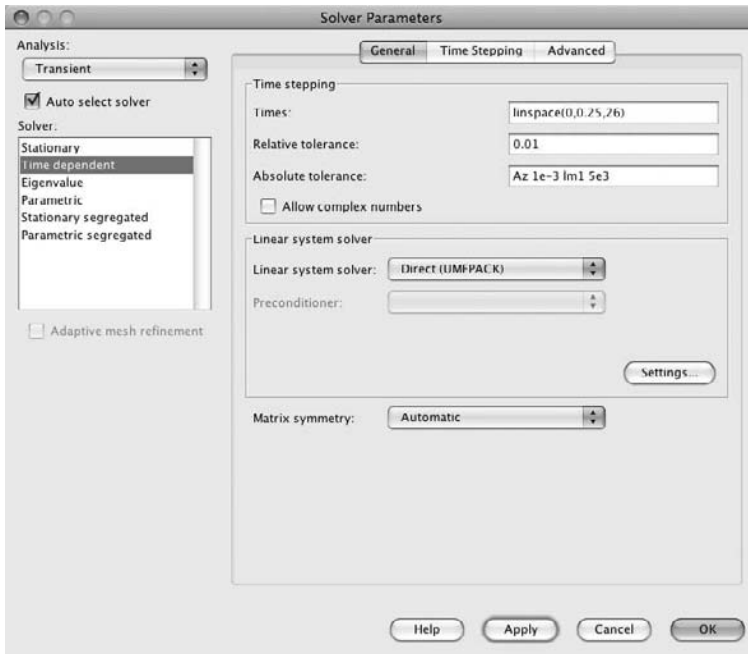 Solver Parameters
Analysis:
Transient
Auto select solver
Solver:
Stationary
Time dependent
Eigenvalue
Parametric
Stationary segregated
Parametric segregated
Adaptive mesh refinement
General Time Stepping Advanced
Time stepping
Times: linspace(0,0.25,26)
Relative tolerance: 0.01
Absolute tolerance: Az 1e-3 lm1 5e3
Allow complex numbers
Linear system solver
Linear system solver: Direct (UMFPACK)
Preconditioner:
Settings...
Matrix symmetry: Automatic
Help Apply Cancel OK